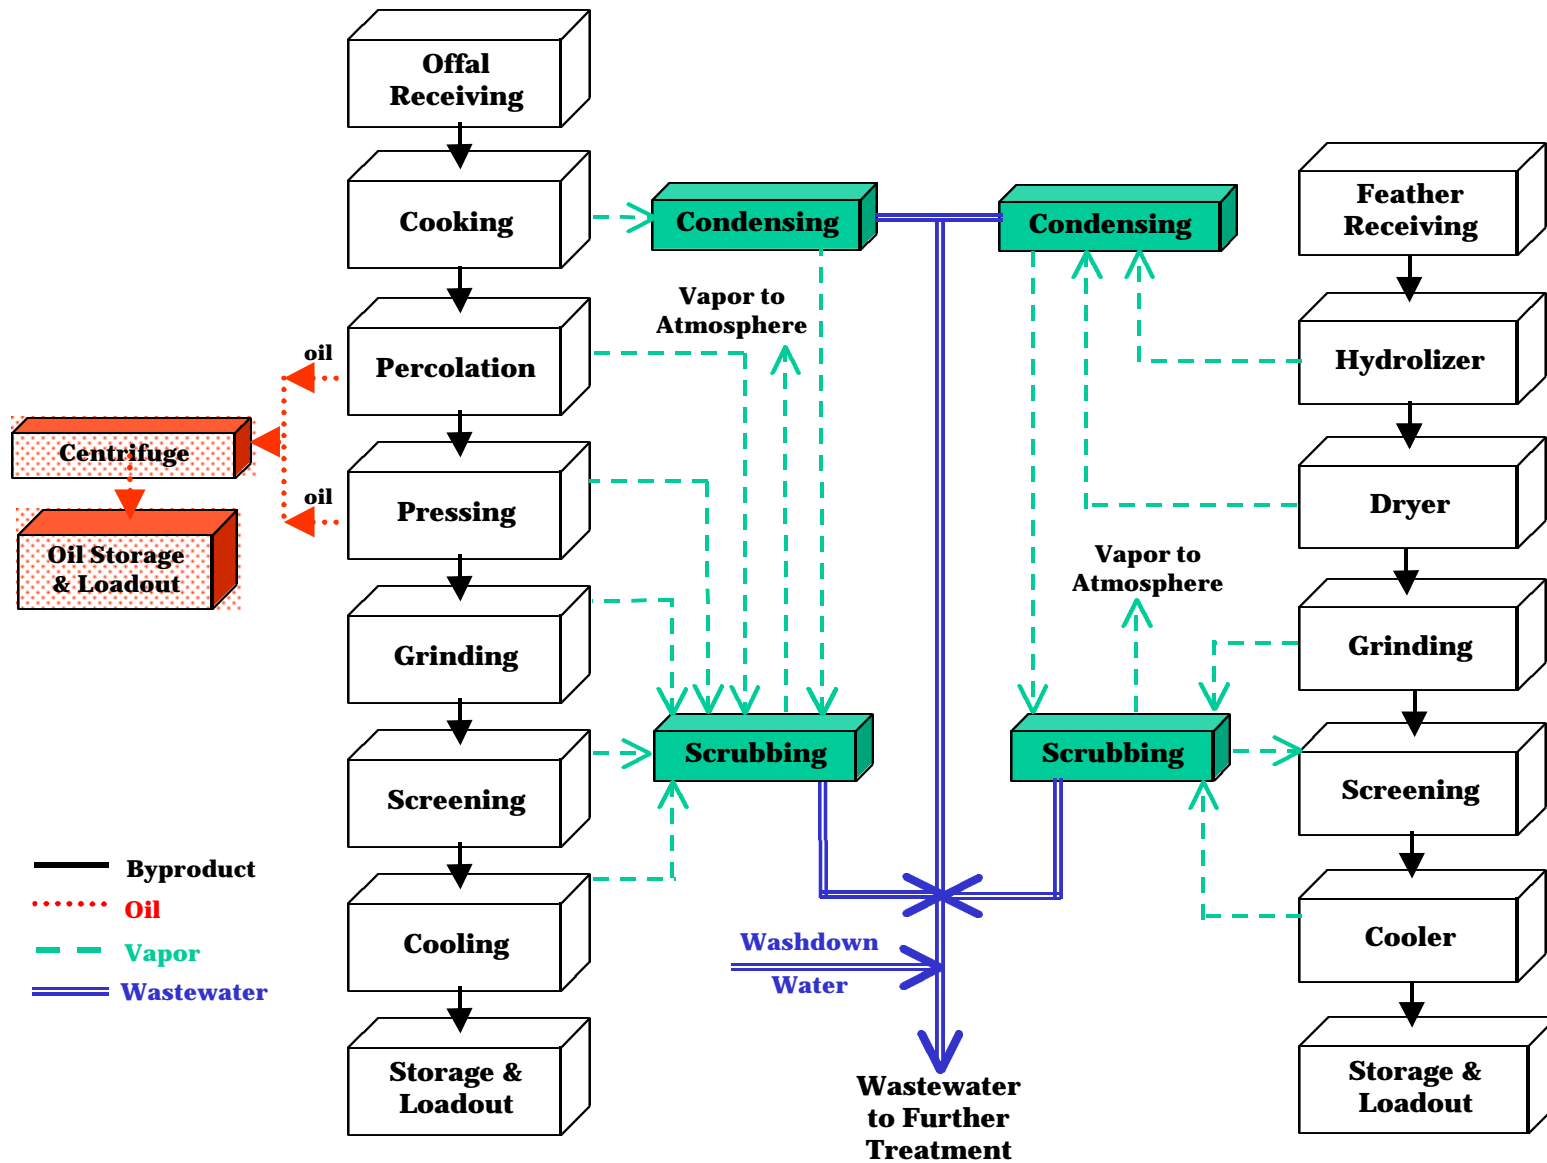 Offal
Receiving
Cooking
Condensing
Condensing
Feather
Receiving
Vapor to
Atmosphere
oil
Percolation
Hydrolizer
Centrifuge
oil
Pressing
Dryer
Oil Storage
& Loadout
Vapor to
Atmosphere
Grinding
Grinding
Scrubbing
Scrubbing
Screening
Screening
Byproduct
Oil
Vapor
Wastewater
Cooling
Washdown
Water
Cooler
Storage &
Loadout
Wastewater
to Further
Treatment
Storage &
Loadout